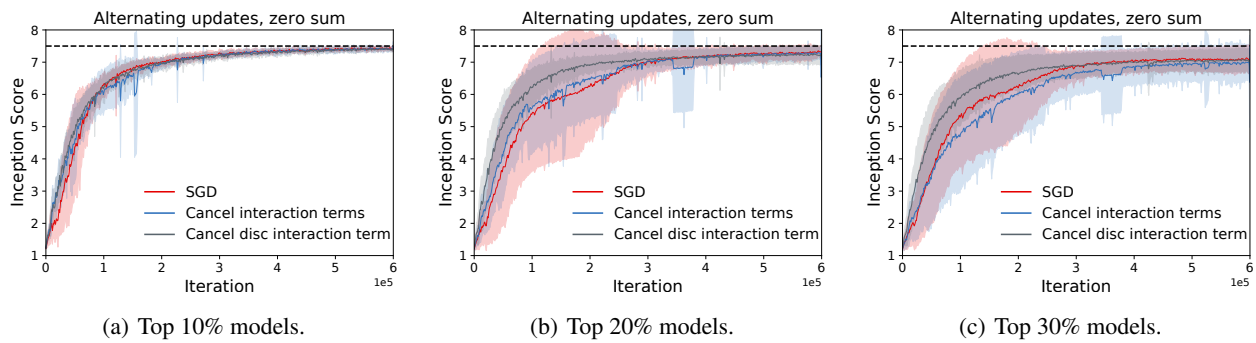 Alternating updates, zero sum
8
7
6
5
4
3
2
1
Inception Score
SGD
Cancel interaction terms
Cancel disc interaction term
0 1 2 3 4 5 6
1e5
Iteration
(a) Top 10% models.
Alternating updates, zero sum
8
7
6
5
4
3
2
1
Inception Score
SGD
Cancel interaction terms
Cancel disc interaction term
0 1 2 3 4 5 6
1e5
Iteration
(b) Top 20% models.
Alternating updates, zero sum
8
7
6
5
4
3
2
1
Inception Score
SGD
Cancel interaction terms
Cancel disc interaction term
0 1 2 3 4 5 6
1e5
Iteration
(c) Top 30% models.